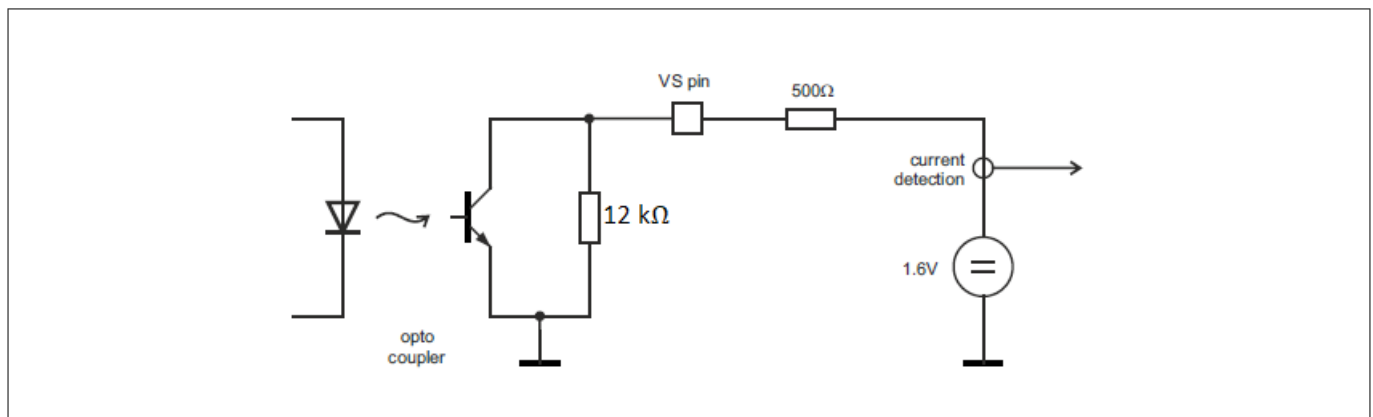 VS pin
500Ω
current
detection
12 kΩ
1.6V
opto
coupler